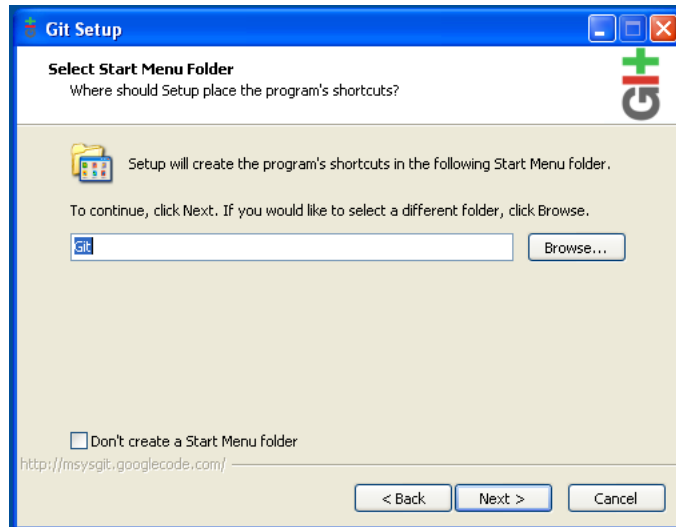 Git Setup
Select Start Menu Folder
Where should Setup place the program's shortcuts?
GIt
Setup will create the program's shortcuts in the following Start Menu folder.
To continue, click Next. If you would like to select a different folder, click Browse.
Git
Browse...
Don't create a Start Menu folder
http://msysgit.googlecode.com/
< Back
Next >
Cancel